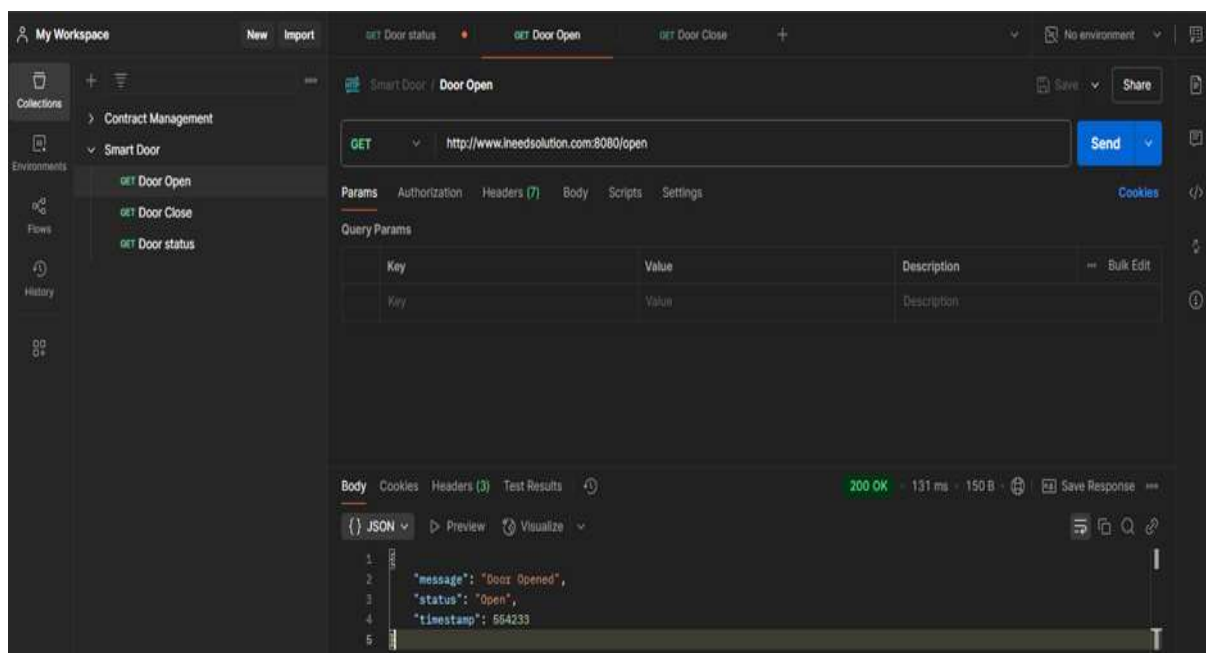 My Workspace New Import GET Door status GET Door Open GET Door Close + No environment
Collections
Environments
Flows
History
Contract Management
Smart Door
GET Door Open
GET Door Close
GET Door status
Smart Door / Door Open Save Share
GET http://www.ineedsolution.com:8080/open Send
Params Authorization Headers (7) Body Scripts Settings Cookies
Query Params
Key Value Description ••• Bulk Edit
Key Value Description
Body Cookies Headers (3) Test Results 200 OK • 131 ms • 150 B • Save Response •••
{} JSON Preview Visualize
1 {
2 "message": "Door Opened",
3 "status": "Open",
4 "timestamp": 564233
5 }